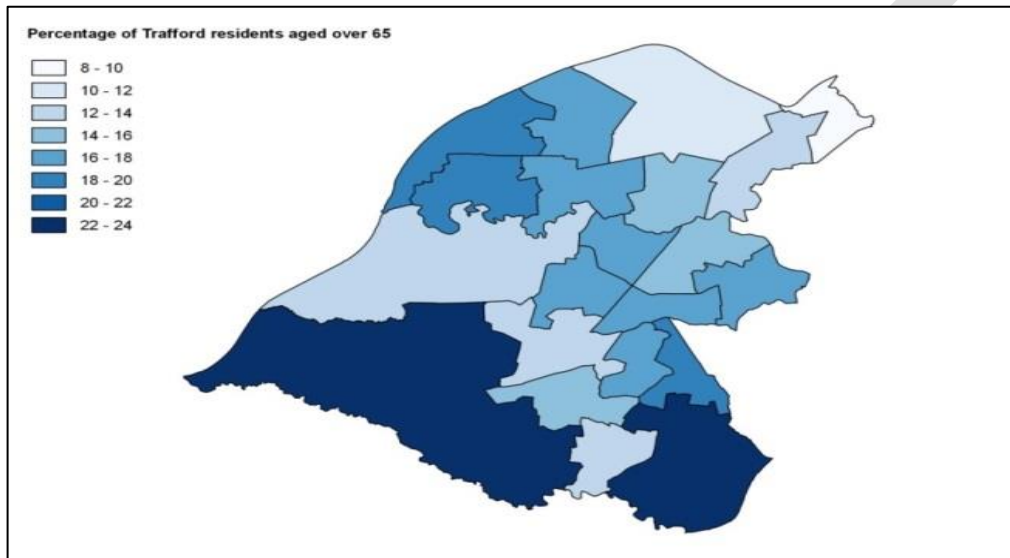 Percentage of Trafford residents aged over 65
8 - 10
10 - 12
12 - 14
14 - 16
16 - 18
18 - 20
20 - 22
22 - 24